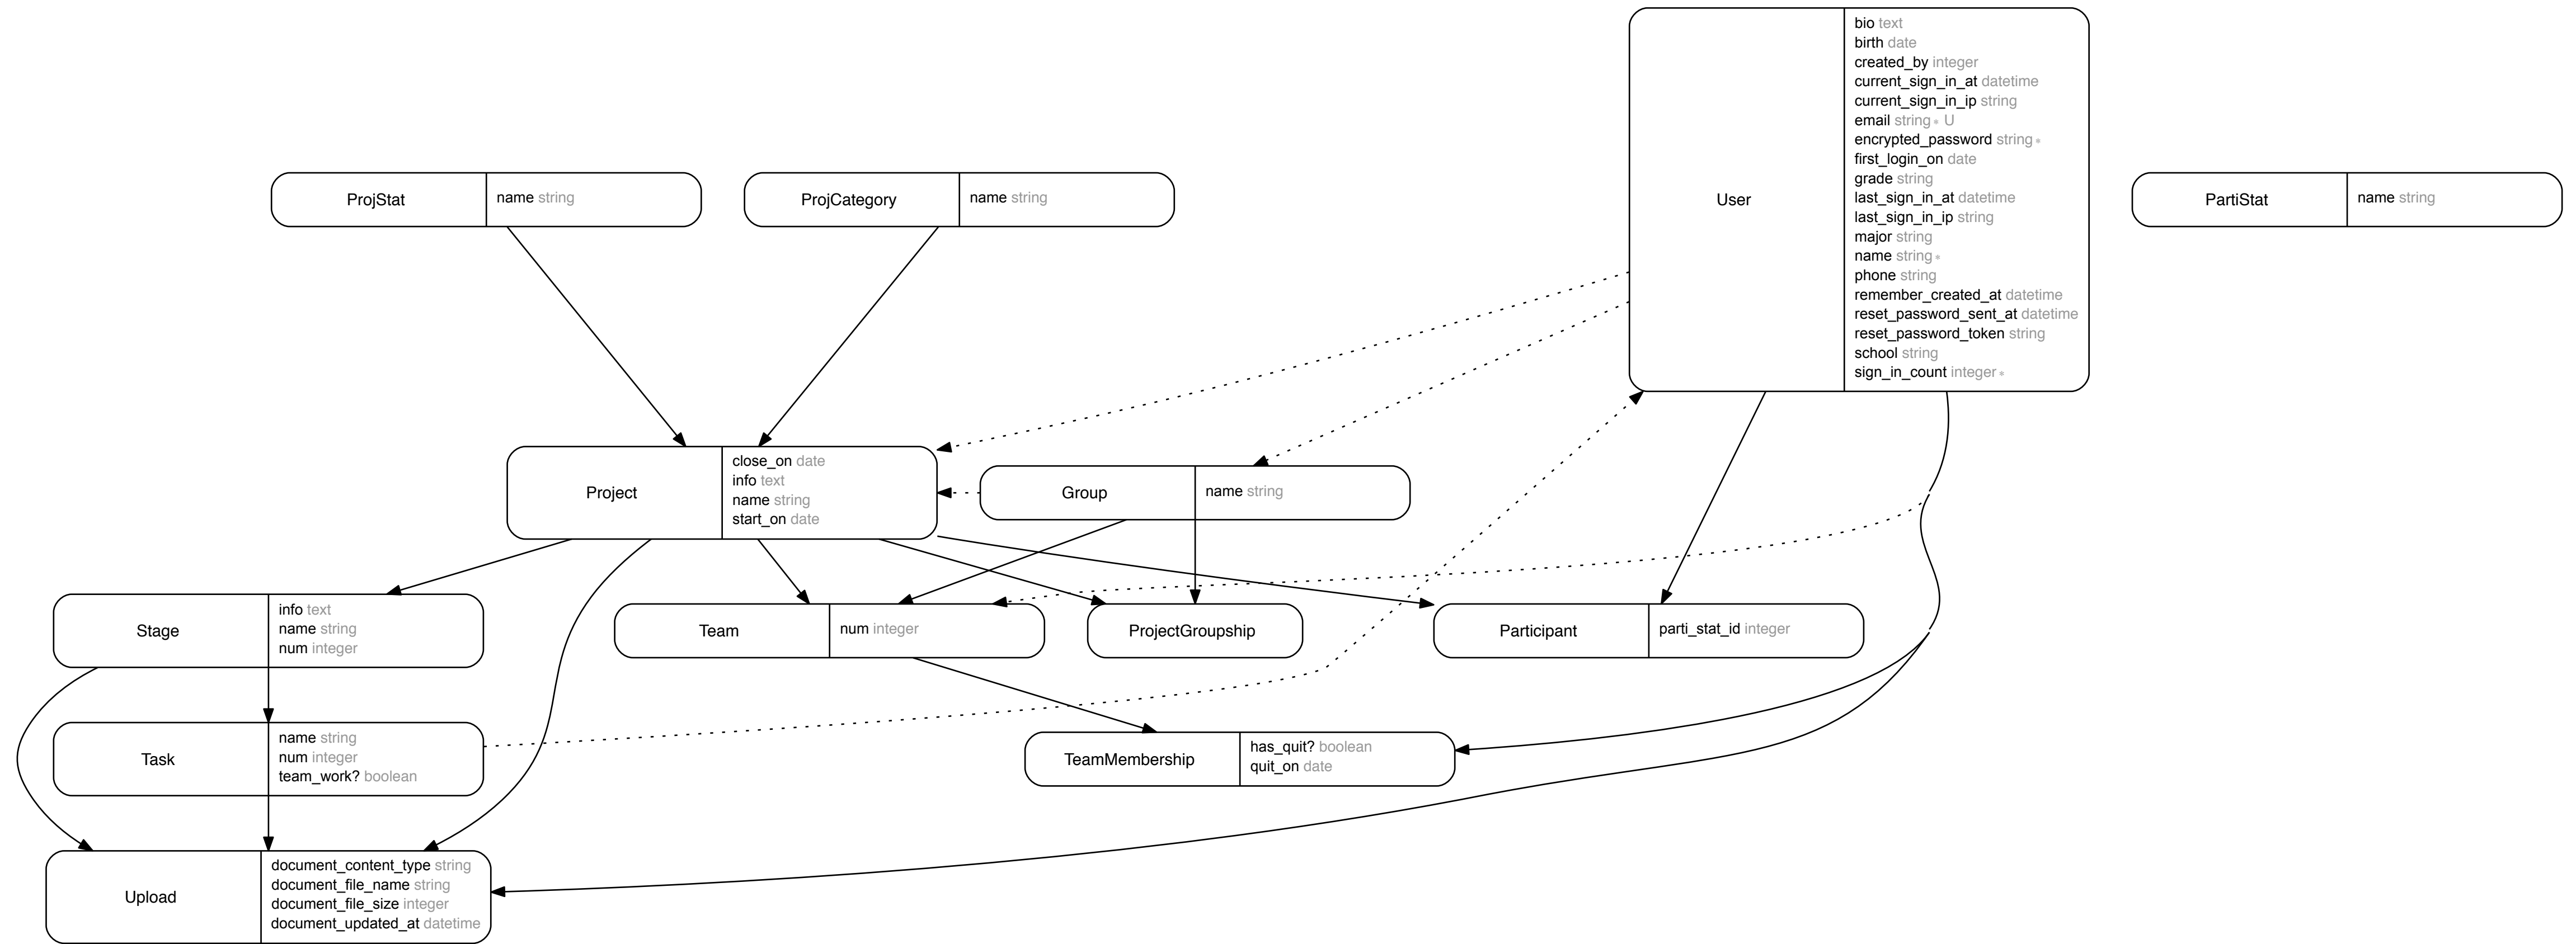 User
bio text
birth date
created_by integer
current_sign_in_at datetime
current_sign_in_ip string
email string * U
encrypted_password string *
first_login_on date
grade string
last_sign_in_at datetime
last_sign_in_ip string
major string
name string *
phone string
remember_created_at datetime
reset_password_sent_at datetime
reset_password_token string
school string
sign_in_count integer *
ProjStat
name string
ProjCategory
name string
PartiStat
name string
Project
close_on date
info text
name string
start_on date
Group
name string
Stage
info text
name string
num integer
Team
num integer
ProjectGroupship
Participant
parti_stat_id integer
Task
name string
num integer
team_work? boolean
TeamMembership
has_quit? boolean
quit_on date
Upload
document_content_type string
document_file_name string
document_file_size integer
document_updated_at datetime